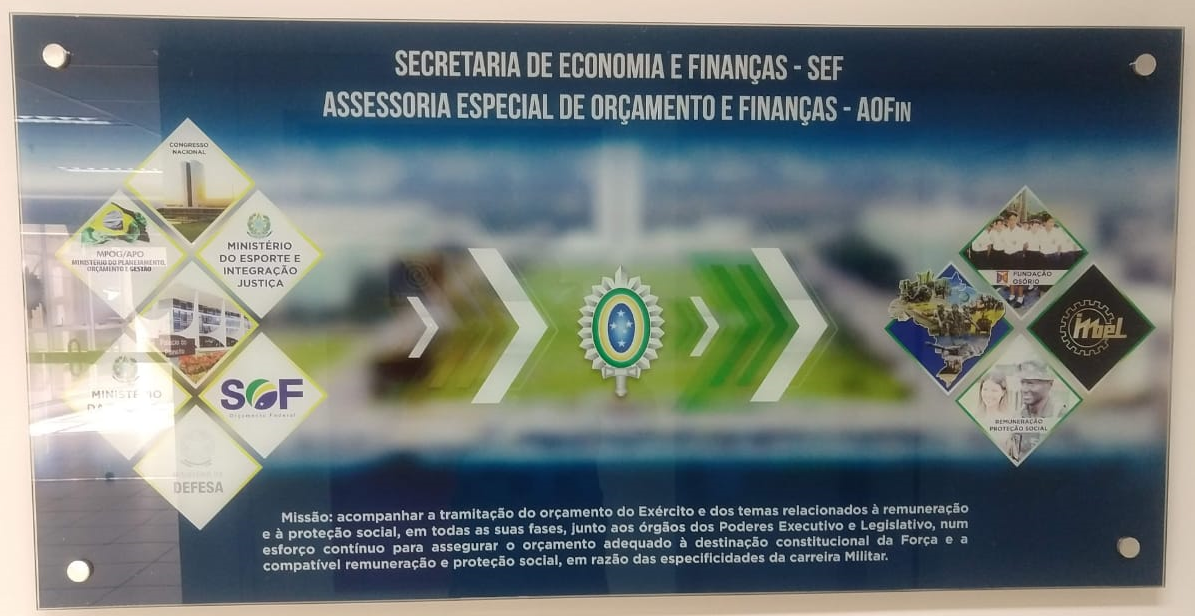 SECRETARIA DE ECONOMIA E FINANÇAS - SEF
ASSESSORIA ESPECIAL DE ORÇAMENTO E FINANÇAS - AOFIN
CONGRESSO
NACIONAL
MPOG/APO
MINISTÉRIO DO PLANEJAMENTO,
ORÇAMENTO E GESTÃO
MINISTÉRIO
DO ESPORTE E
INTEGRAÇÃO
JUSTIÇA
Palácio do
Planalto
MINISTÉRIO
SOF
Orçamento Federal
DEFESA
FUNDAÇÃO
OSÓRIO
imbel
REMUNERAÇÃO
PROTEÇÃO SOCIAL
Missão: acompanhar a tramitação do orçamento do Exército e dos temas relacionados à remuneração
e à proteção social, em todas as suas fases, junto aos órgãos dos Poderes Executivo e Legislativo, num
esforço contínuo para assegurar o orçamento adequado à destinação constitucional da Força e a
compatível remuneração e proteção social, em razão das especificidades da carreira Militar.